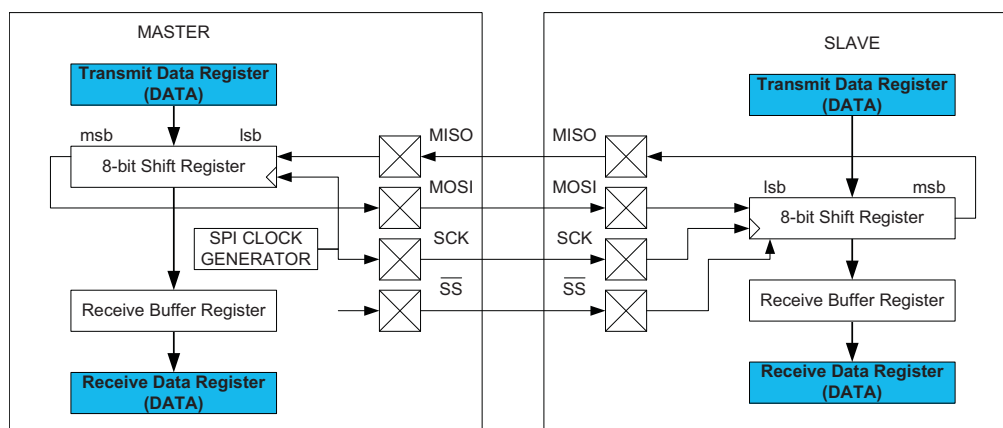 MASTER
Transmit Data Register
(DATA)
msb
lsb
8-bit Shift Register
SPI CLOCK
GENERATOR
Receive Buffer Register
Receive Data Register
(DATA)
MISO
MOSI
SCK
SS
MISO
MOSI
SCK
SS
SLAVE
Transmit Data Register
(DATA)
lsb
msb
8-bit Shift Register
Receive Buffer Register
Receive Data Register
(DATA)